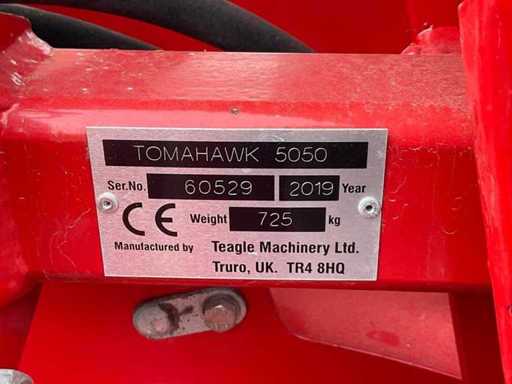 TOMAHAWK 5050
Ser.No. 60529 2019 Year
CE Weight 725 kg
Manufactured by Teagle Machinery Ltd.
Truro, UK. TR4 8HQ